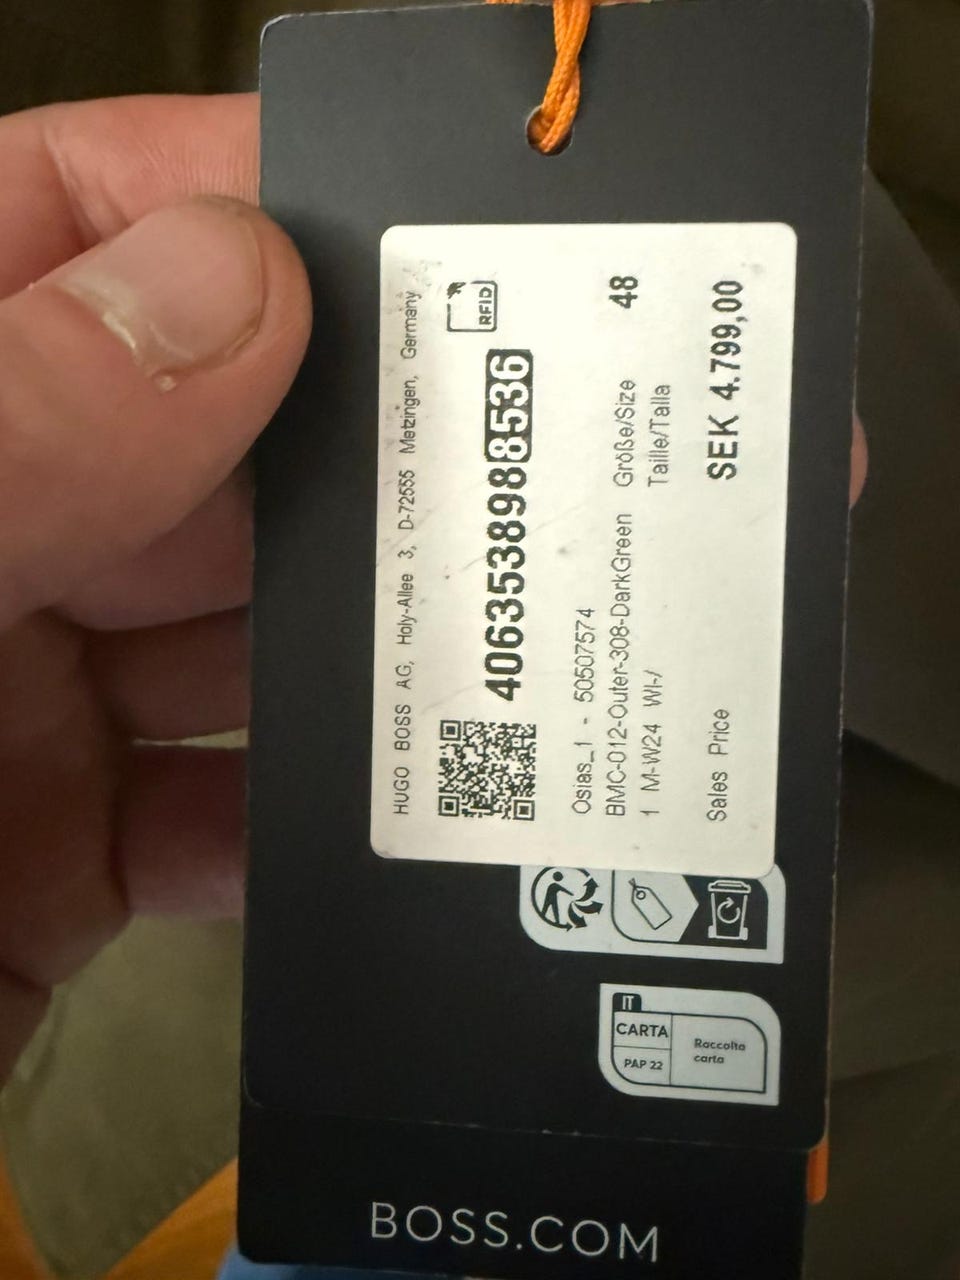 HUGO BOSS AG, Holy-Allee 3, D-72555 Metzingen, Germany
4063538988536
RFID
Osias_1 - 50507574
BMC-012-Outer-308-DarkGreen Größe/Size 48
1 M-W24 WI-/ Taille/Talla
Sales Price SEK 4.799,00
IT
CARTA
PAP 22
Raccolta
carta
BOSS.COM